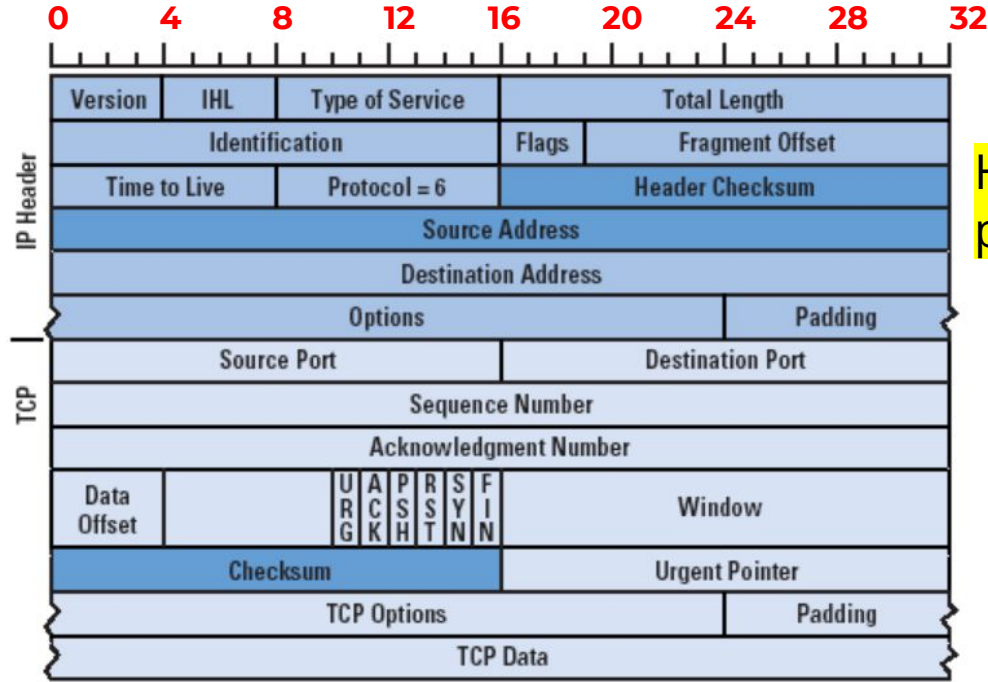 0 4 8 12 16 20 24 28 32
Version IHL Type of Service Total Length
Identification Flags Fragment Offset
Time to Live Protocol = 6 Header Checksum
Source Address
Destination Address
Options Padding
IP Header
Source Port Destination Port
Sequence Number
Acknowledgment Number
Data Offset URG ACK PSH RST SYN FIN Window
Checksum Urgent Pointer
TCP Options Padding
TCP Data
TCP